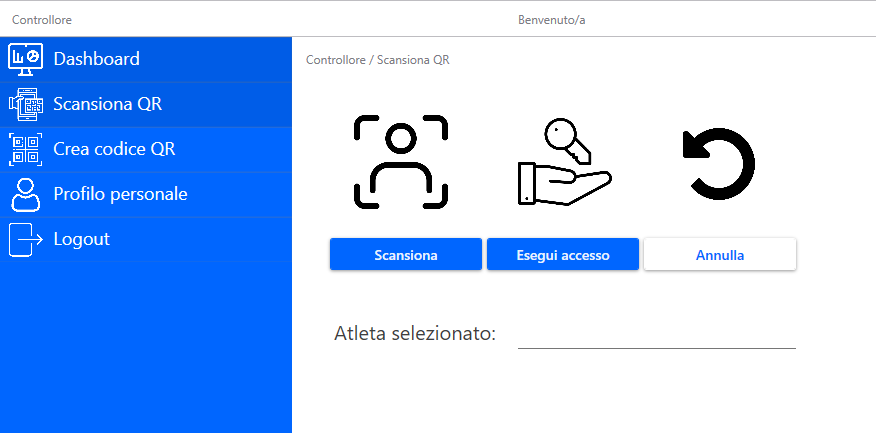 Controllore
Benvenuto/a
Dashboard
Scansiona QR
Crea codice QR
Profilo personale
Logout
Controllore / Scansiona QR
Scansiona
Esegui accesso
Annulla
Atleta selezionato: